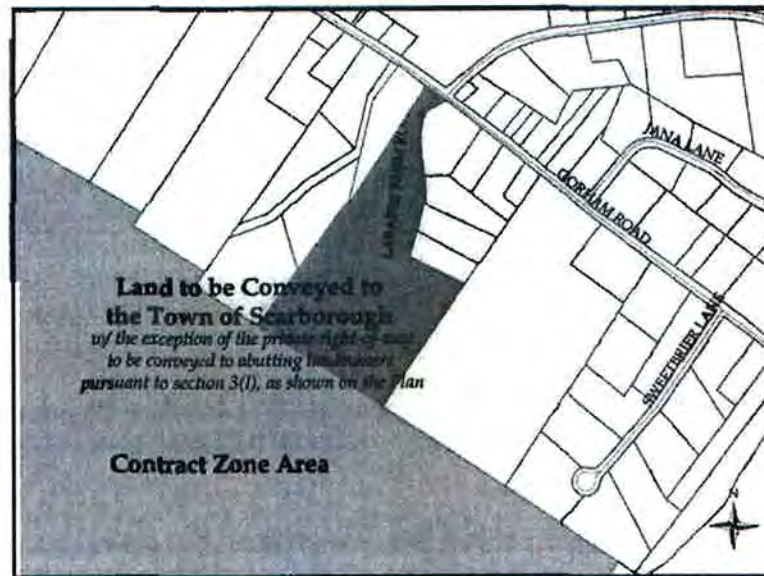 JANA LANE
GORHAM ROAD
FARM
Land to be Conveyed to
the Town of Scarborough
w/ the exception of the private right-of-way
to be conveyed to abutting landowners
pursuant to section 3(I), as shown on the Plan
SWEETBRIER LANE
Contract Zone Area
N